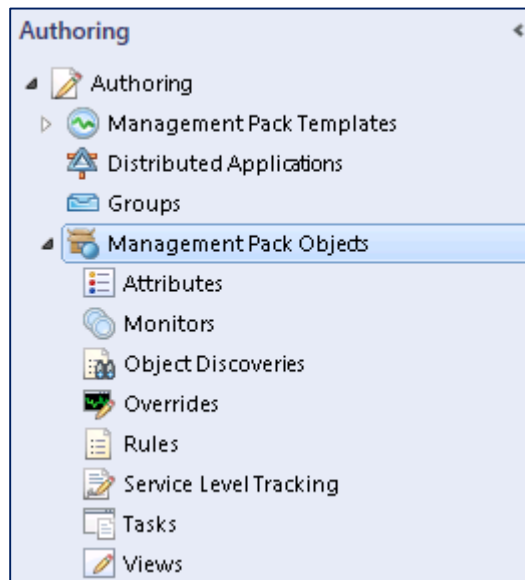 Authoring
Authoring
Management Pack Templates
Distributed Applications
Groups
Management Pack Objects
Attributes
Monitors
Object Discoveries
Overrides
Rules
Service Level Tracking
Tasks
Views